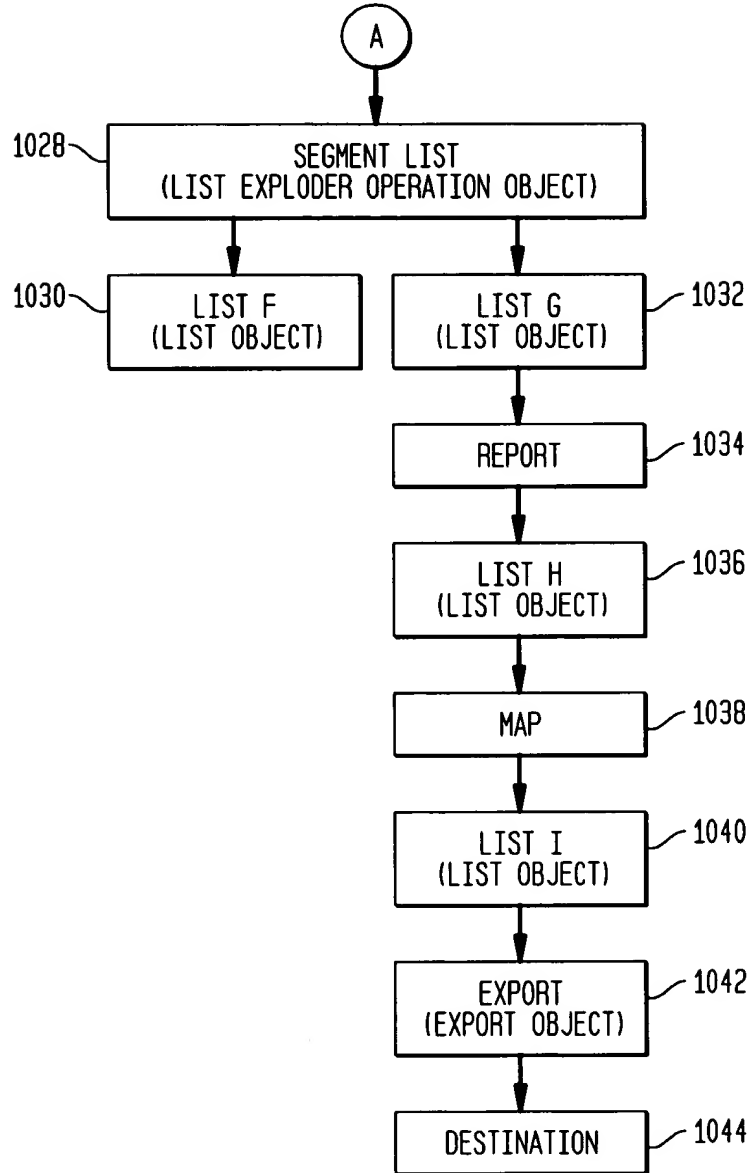 A
1028
SEGMENT LIST
(LIST EXPLODER OPERATION OBJECT)
1030
LIST F
(LIST OBJECT)
LIST G
(LIST OBJECT)
1032
REPORT
1034
LIST H
(LIST OBJECT)
1036
MAP
1038
LIST I
(LIST OBJECT)
1040
EXPORT
(EXPORT OBJECT)
1042
DESTINATION
1044